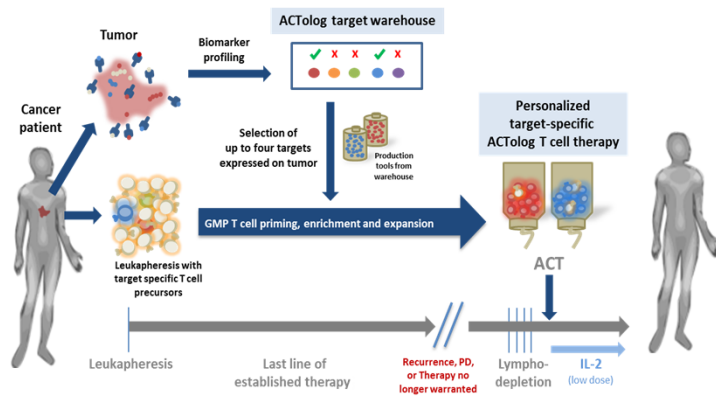 ACTolog target warehouse
Tumor
Biomarker
profiling
✓ x x ✓ x
Cancer
patient
Selection of
up to four targets
expressed on tumor
Production
tools from
warehouse
Personalized
target-specific
ACTolog T cell therapy
GMP T cell priming, enrichment and expansion
Leukapheresis with
target specific T cell
precursors
ACT
Leukapheresis
Last line of
established therapy
Recurrence, PD,
or Therapy no
longer warranted
Lympho-
depletion
IL-2
(low dose)